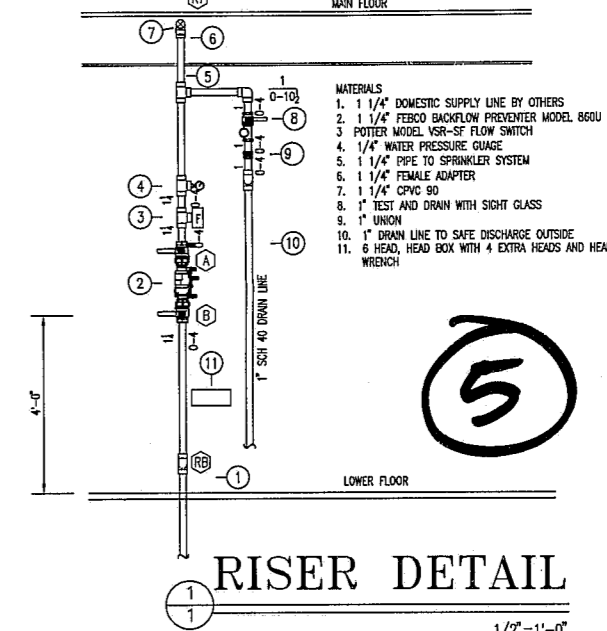 MAIN FLOOR
7
6
5
1
0-10½
4
8
9
4
3
F
10
A
2
B
11
4'-0"
1" SCH 40 DRAIN LINE
RB
1
LOWER FLOOR
MATERIALS
1. 1 1/4" DOMESTIC SUPPLY LINE BY OTHERS
2. 1 1/4" FEBCO BACKFLOW PREVENTER MODEL 860U
3 POTTER MODEL VSR-SF FLOW SWITCH
4. 1/4" WATER PRESSURE GUAGE
5. 1 1/4" PIPE TO SPRINKLER SYSTEM
6. 1 1/4" FEMALE ADAPTER
7. 1 1/4" CPVC 90
8. 1" TEST AND DRAIN WITH SIGHT GLASS
9. 1" UNION
10. 1" DRAIN LINE TO SAFE DISCHARGE OUTSIDE
11. 6 HEAD, HEAD BOX WITH 4 EXTRA HEADS AND HEA
WRENCH
5
RISER DETAIL
1
1
1/2"=1'-0"